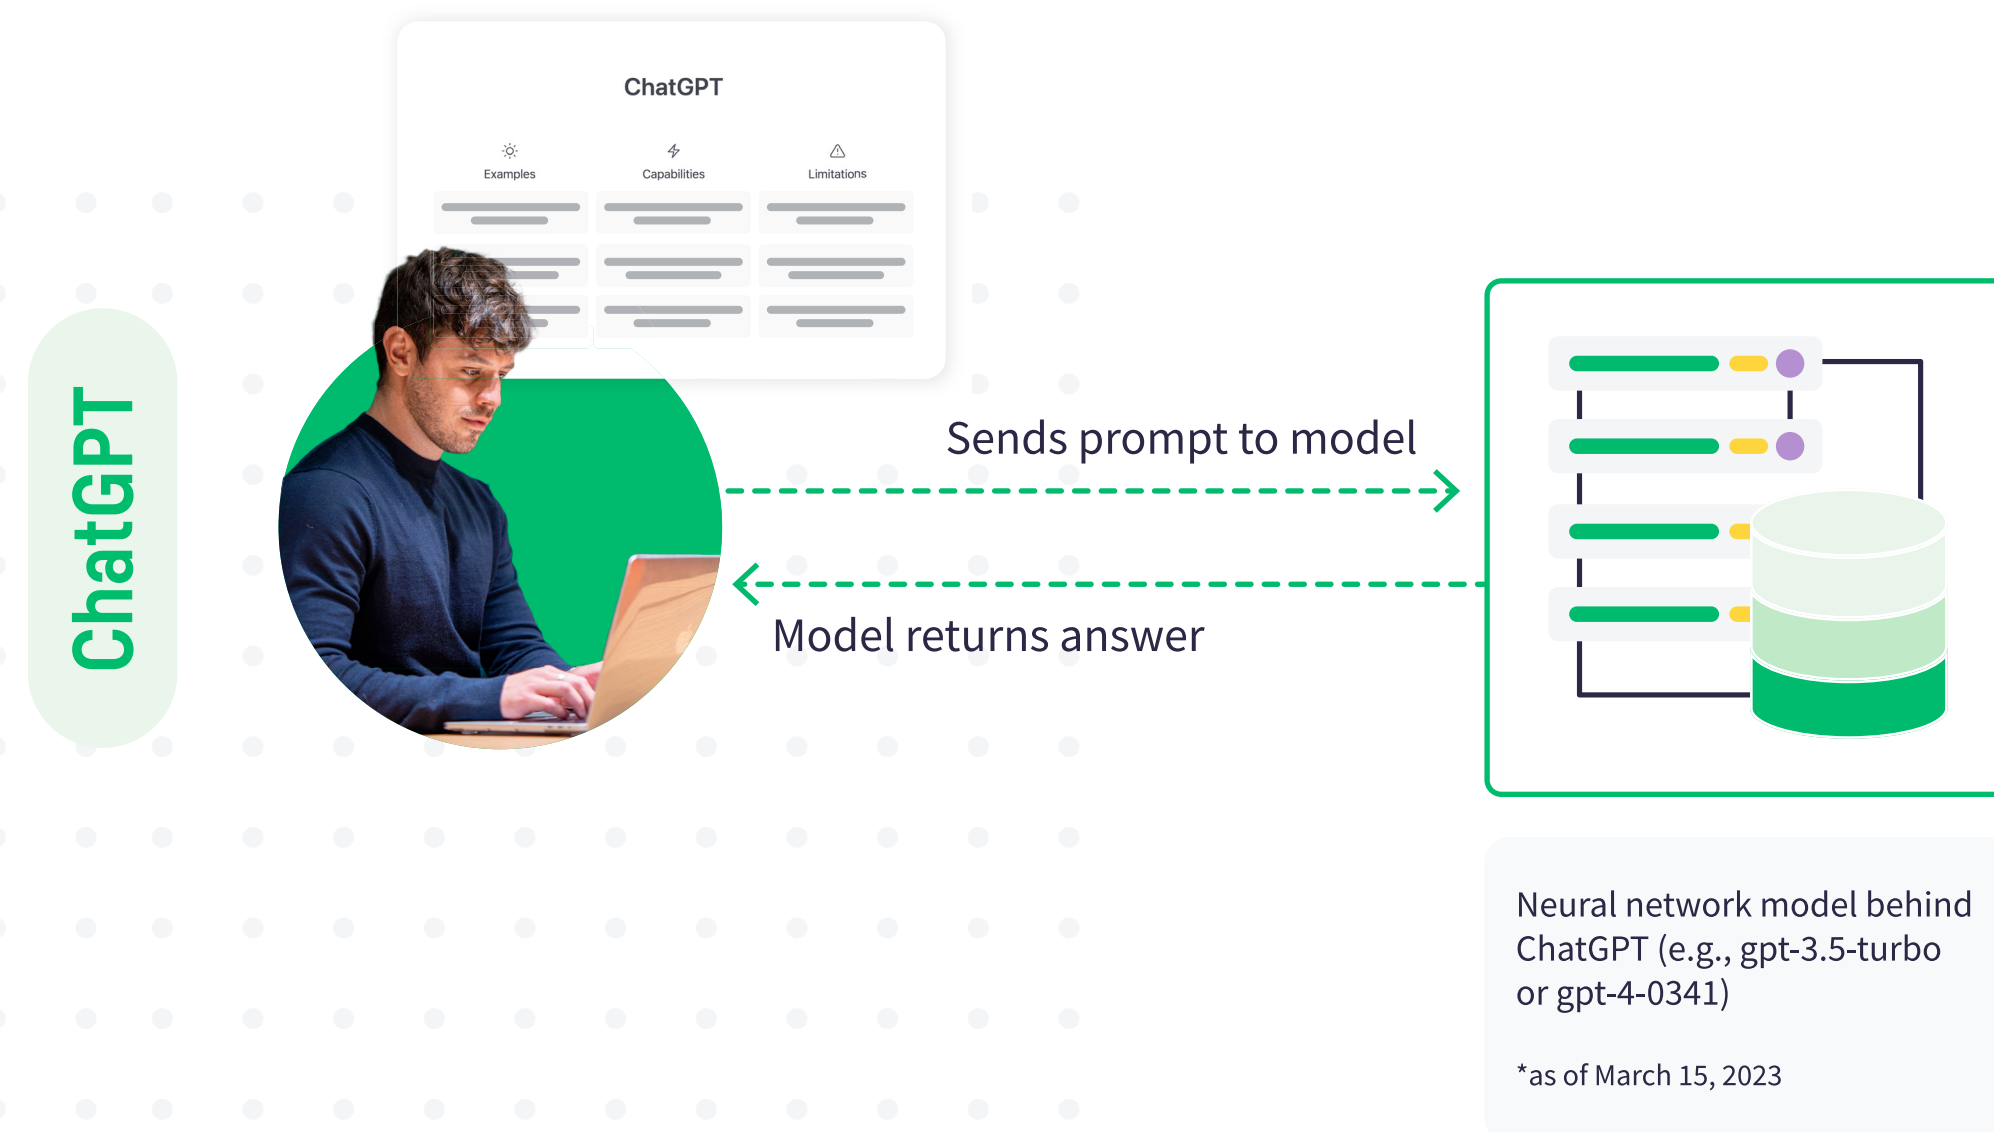 ChatGPT
Examples
Capabilities
Limitations
ChatGPT
Sends prompt to model
Model returns answer
Neural network model behind
ChatGPT (e.g., gpt-3.5-turbo
or gpt-4-0341)
*as of March 15, 2023